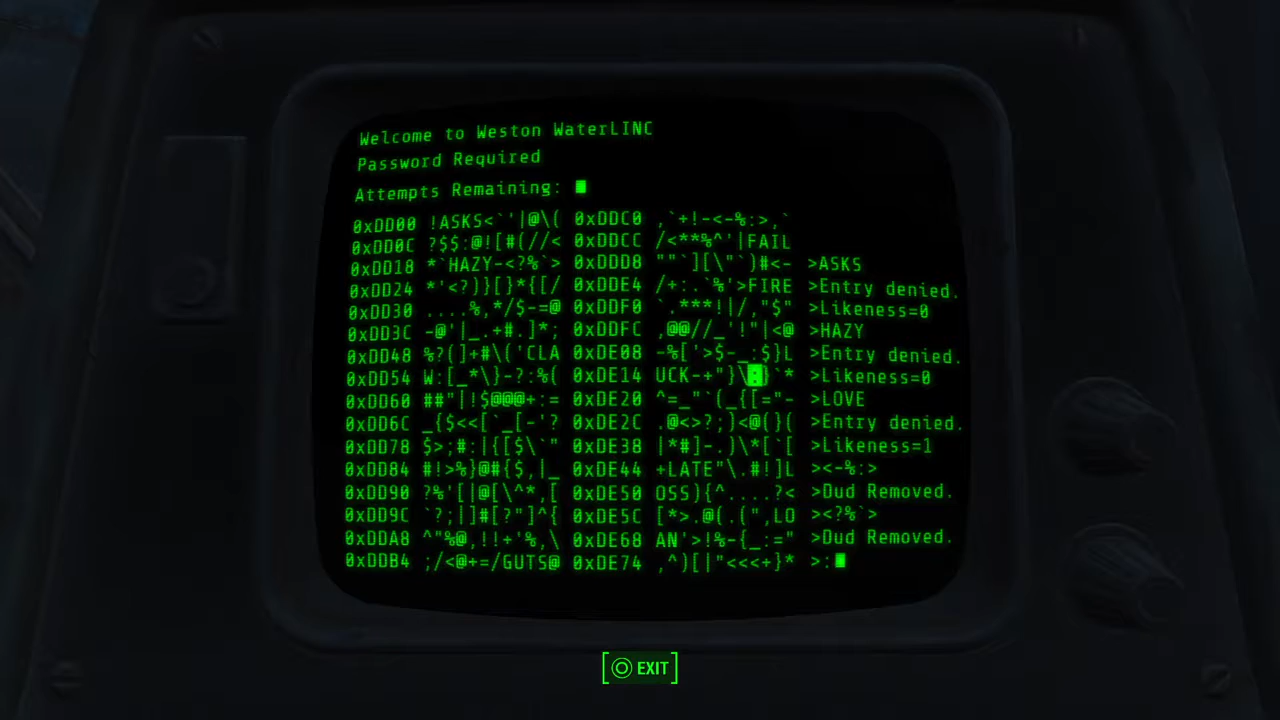 Welcome to Weston WaterLINC
Password Required
Attempts Remaining: ■
0xDD00 !ASKS<`'|@\( 0xDDC0 ,`+!-<-%:>,`
0xDD0C ?$$:@![#(//< 0xDDCC /<**%^'|FAIL
0xDD18 *`HAZY-<?%`> 0xDDD8 ""`][\"`)#<- >ASKS
0xDD24 *'<?)}[}*{[/ 0xDDE4 /+:.`%'>FIRE >Entry denied.
0xDD30 ....%,*/$-=@ 0xDDF0 `.***!|/,"$" >Likeness=0
0xDD3C -@'|_.+#.]*; 0xDDFC ,@@//_'!"|<@ >HAZY
0xDD48 %?(]+#\('CLA 0xDE08 -%['>$-_:$}L >Entry denied.
0xDD54 W:[_*\}-?:%( 0xDE14 UCK-+"}\:}`* >Likeness=0
0xDD60 ##"|!$@@@+:= 0xDE20 ^=_"`(_{[="- >LOVE
0xDD6C _{$<<[`_[-'? 0xDE2C .@<>?;)<@()( >Entry denied.
0xDD78 $>;#:|{[$\`" 0xDE38 |*#]-.)\*[`[ >Likeness=1
0xDD84 #!>%}@#{$,|_ 0xDE44 +LATE"\.#!]L ><-%:>
0xDD90 ?%'[|@[\^*,[ 0xDE50 OSS){^....?< >Dud Removed.
0xDD9C `?;|]#[?"]^{ 0xDE5C [*>.@(.(",LO ><?%`>
0xDDA8 ^"%@,!!+'%,\ 0xDE68 AN'>!%-{_:=" >Dud Removed.
0xDDB4 ;/<@+=/GUTS@ 0xDE74 ,^)[|"<<<+}* >:■
EXIT